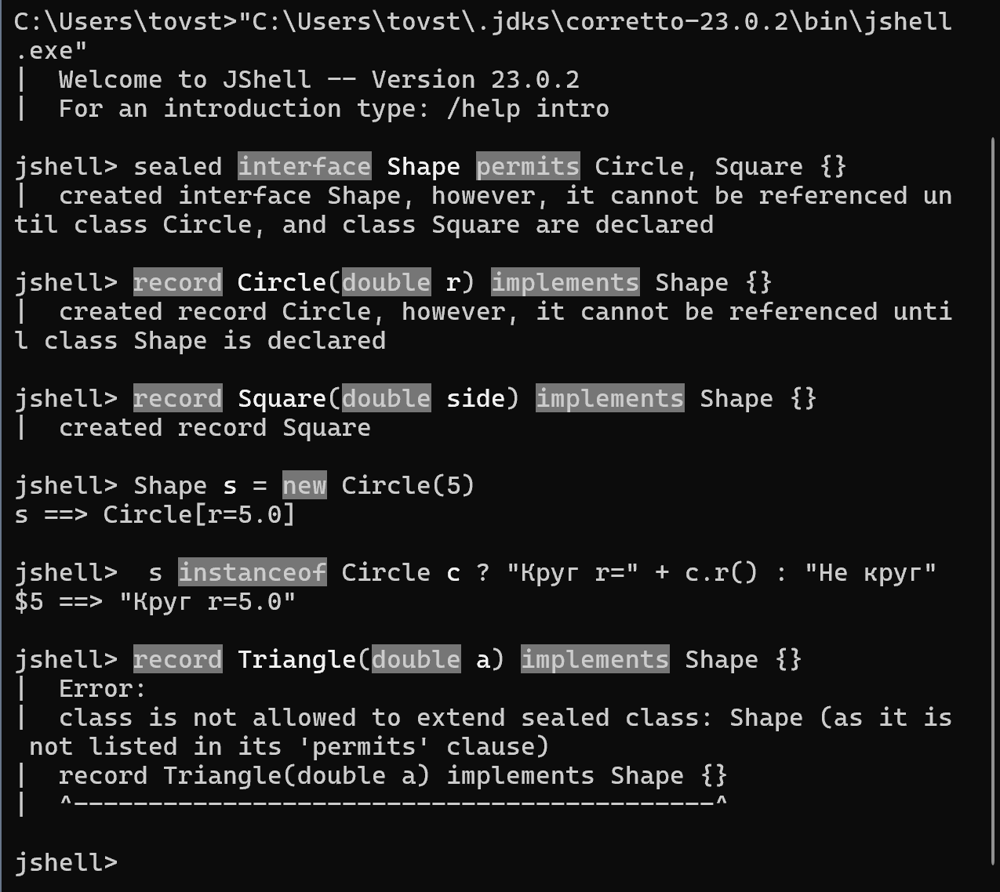 C:\Users\tovst>"C:\Users\tovst\.jdks\corretto-23.0.2\bin\jshell
.exe"
|  Welcome to JShell -- Version 23.0.2
|  For an introduction type: /help intro
jshell> sealed interface Shape permits Circle, Square {}
|  created interface Shape, however, it cannot be referenced un
til class Circle, and class Square are declared
jshell> record Circle(double r) implements Shape {}
|  created record Circle, however, it cannot be referenced unti
l class Shape is declared
jshell> record Square(double side) implements Shape {}
|  created record Square
jshell> Shape s = new Circle(5)
s ==> Circle[r=5.0]
jshell>  s instanceof Circle c ? "Круг r=" + c.r() : "Не круг"
$5 ==> "Круг r=5.0"
jshell> record Triangle(double a) implements Shape {}
|  Error:
|  class is not allowed to extend sealed class: Shape (as it is
 not listed in its 'permits' clause)
|  record Triangle(double a) implements Shape {}
|  ^-------------------------------------------^
jshell>